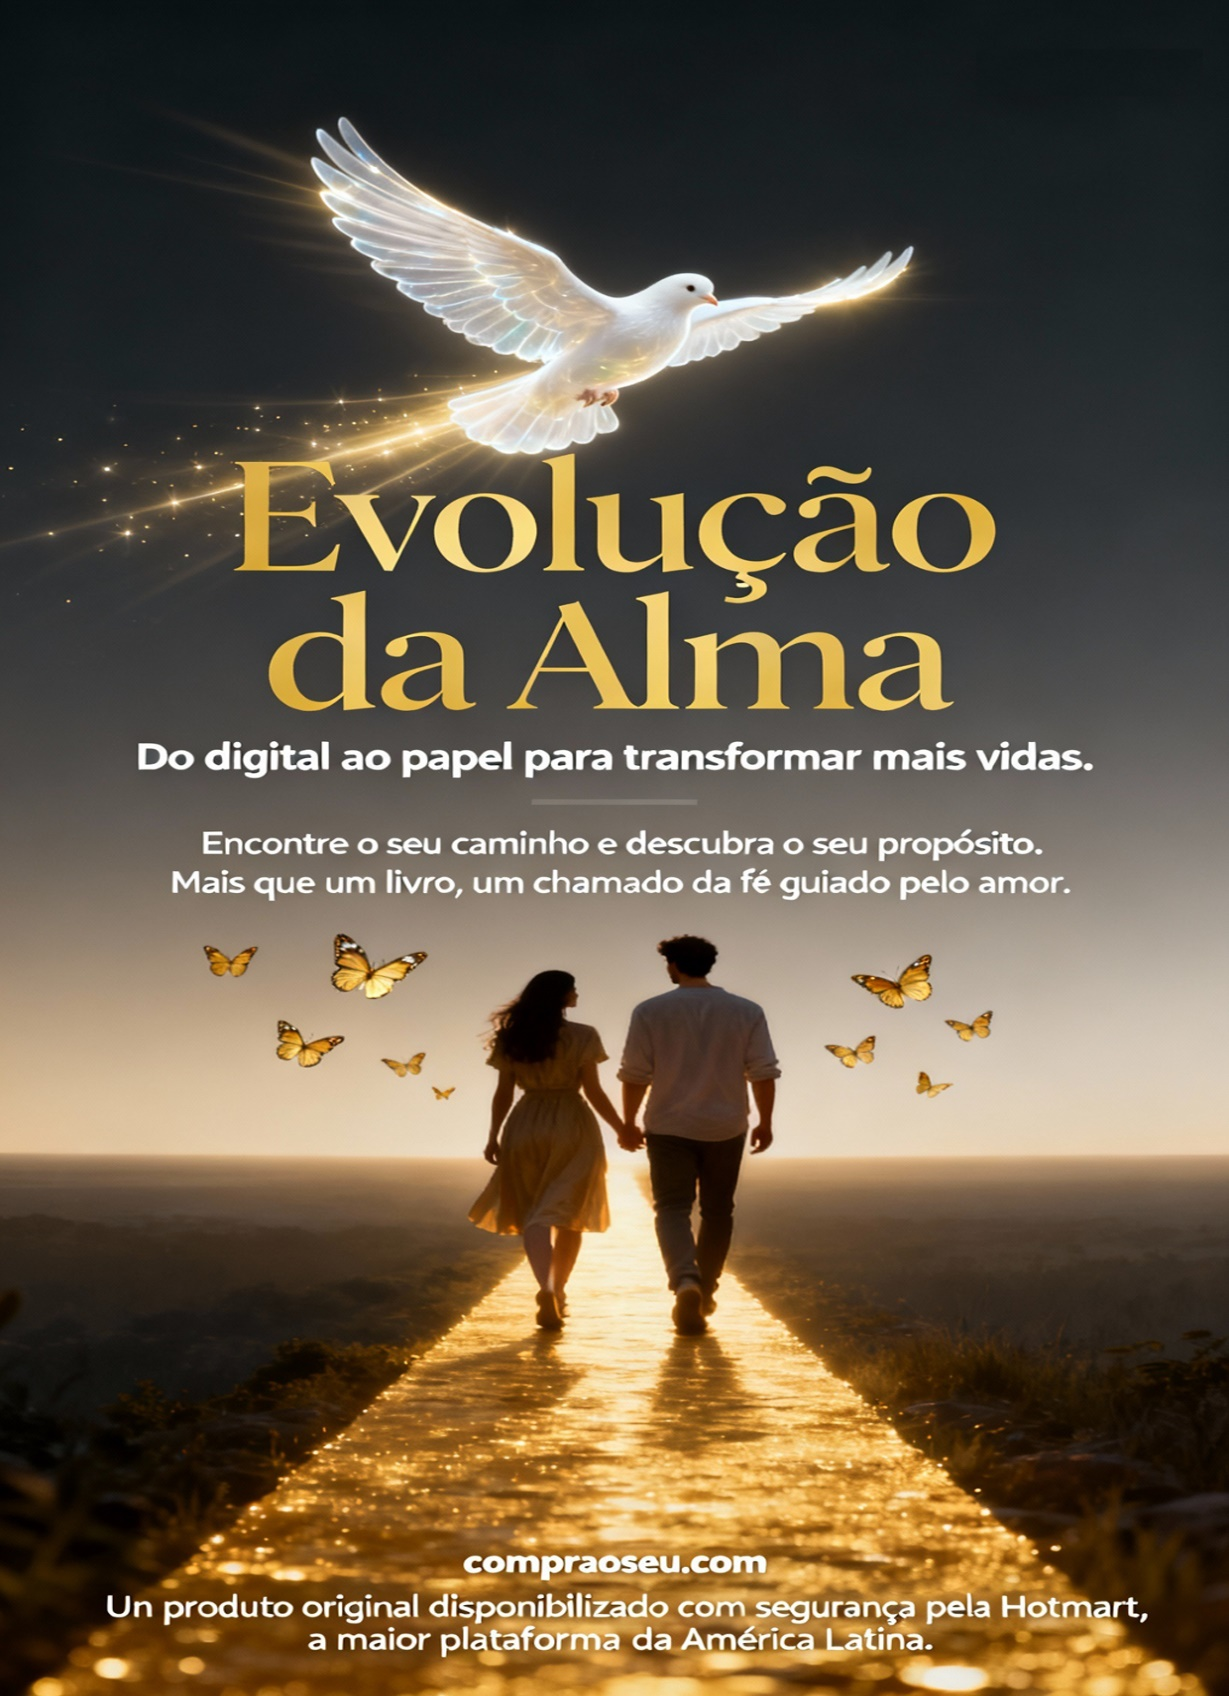 Evolução
da Alma
Do digital ao papel para transformar mais vidas.
Encontre o seu caminho e descubra o seu propósito.
Mais que um livro, um chamado da fé guiado pelo amor.
compraoseu.com
Un produto original disponibilizado com segurança pela Hotmart,
a maior plataforma da América Latina.